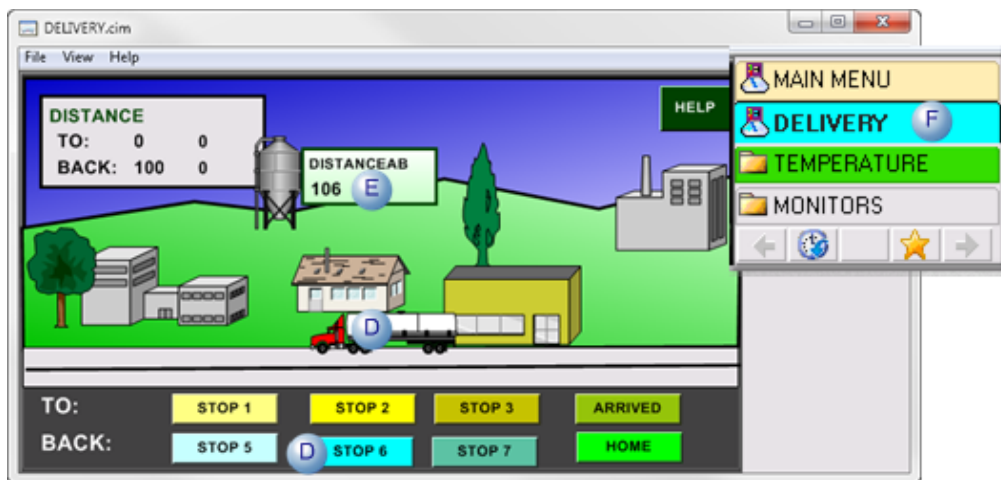 DELIVERY.cim
File View Help
DISTANCE
TO: 0 0
BACK: 100 0
DISTANCEAB
106 E
HELP
MAIN MENU
DELIVERY F
TEMPERATURE
MONITORS
D
TO: STOP 1 STOP 2 STOP 3 ARRIVED
BACK: STOP 5 D STOP 6 STOP 7 HOME